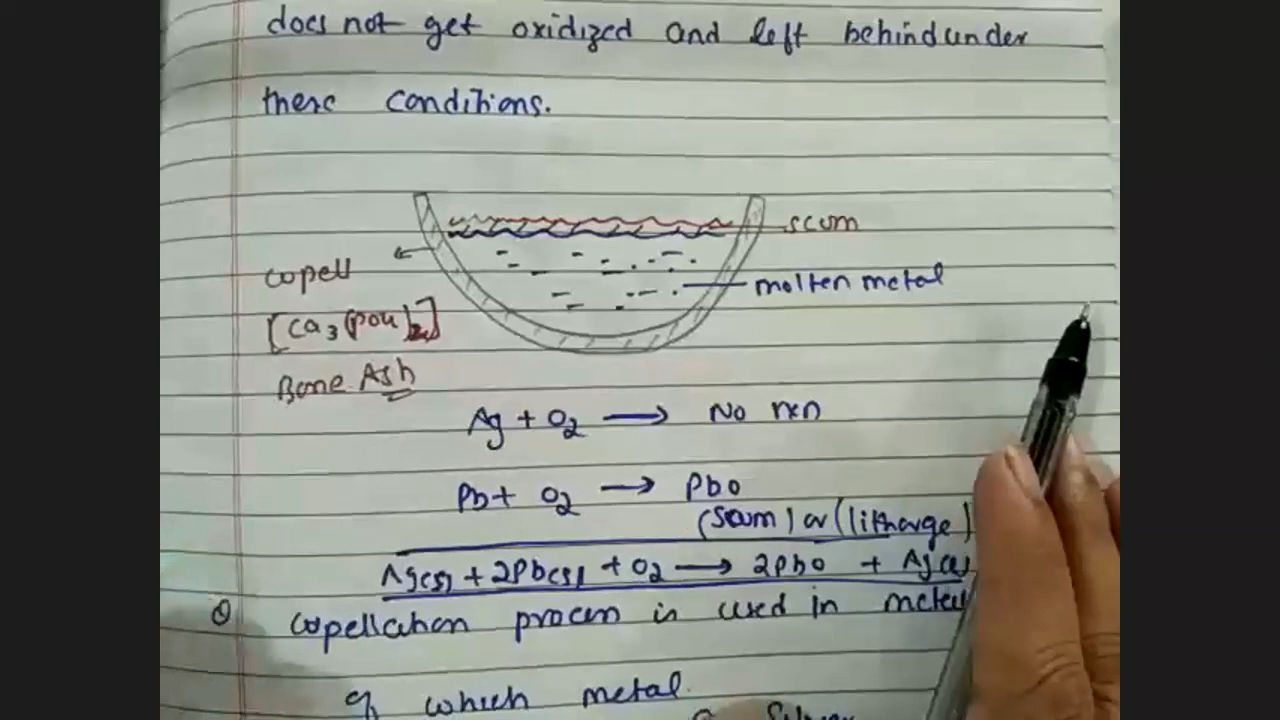 does not get oxidized and left behind under
these conditions.
scum
copell
molten metal
[Ca3(PO4)2]
Bone Ash
Ag + O2 → No rxn
Pb + O2 → PbO
(scum) or (litharge)
Ag(s) + 2Pb(s) + O2 → 2PbO + Ag(s)
Q copellation process is used in
of which metal.